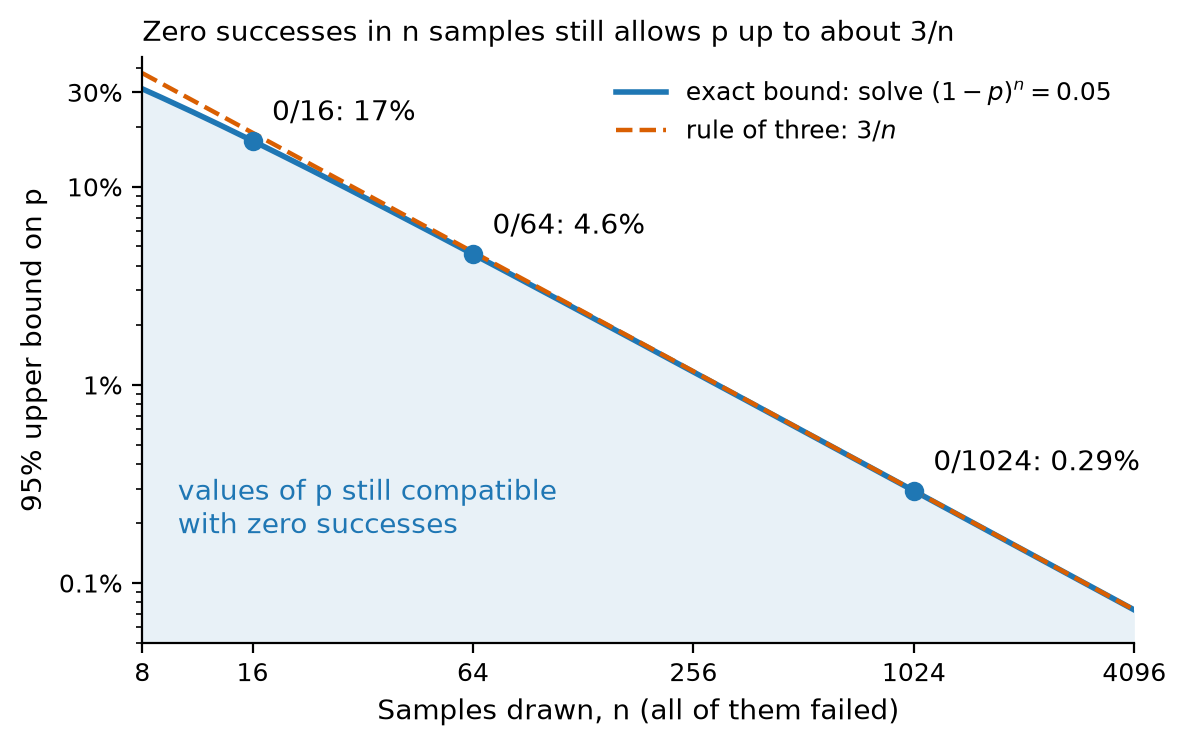 Zero successes in n samples still allows p up to about 3/n
exact bound: solve (1 − p)ⁿ = 0.05
rule of three: 3/n
95% upper bound on p
30%
10%
1%
0.1%
0/16: 17%
0/64: 4.6%
0/1024: 0.29%
values of p still compatible
with zero successes
8 16 64 256 1024 4096
Samples drawn, n (all of them failed)